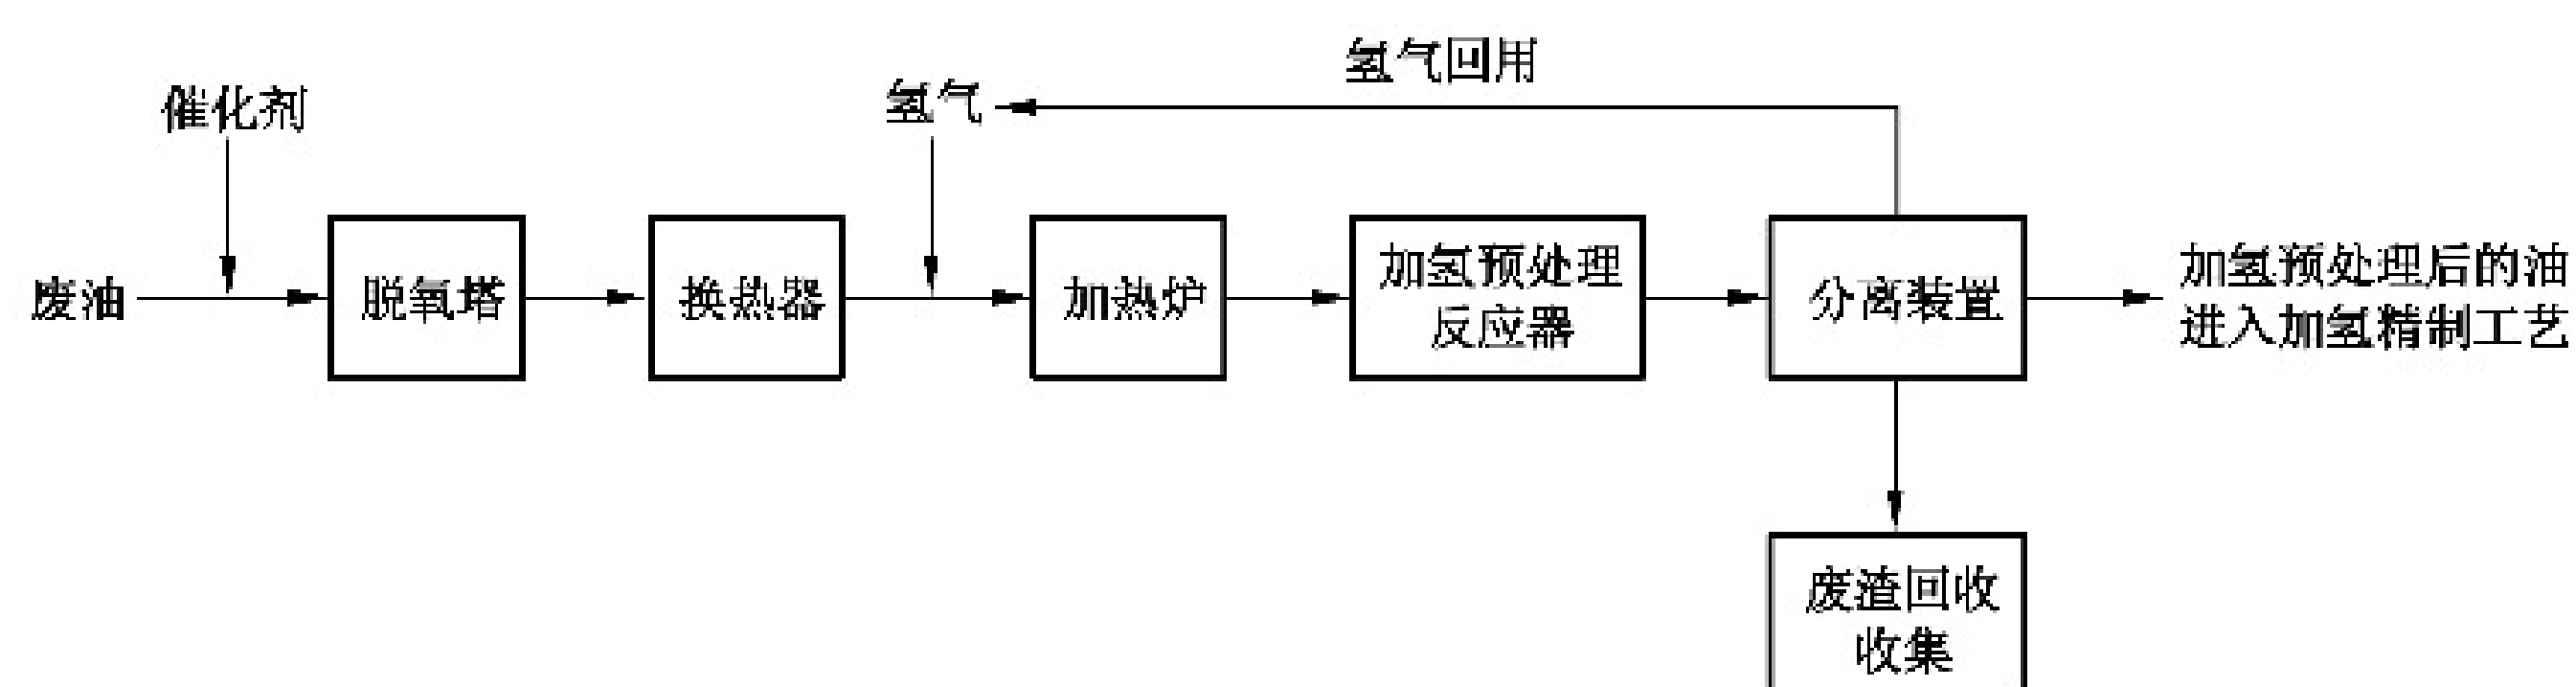 氢气回用
催化剂
氢气
废油
脱氧塔
换热器
加热炉
加氢预处理
反应器
分离装置
加氢预处理后的油
进入加氢精制工艺
废渣回收
收集